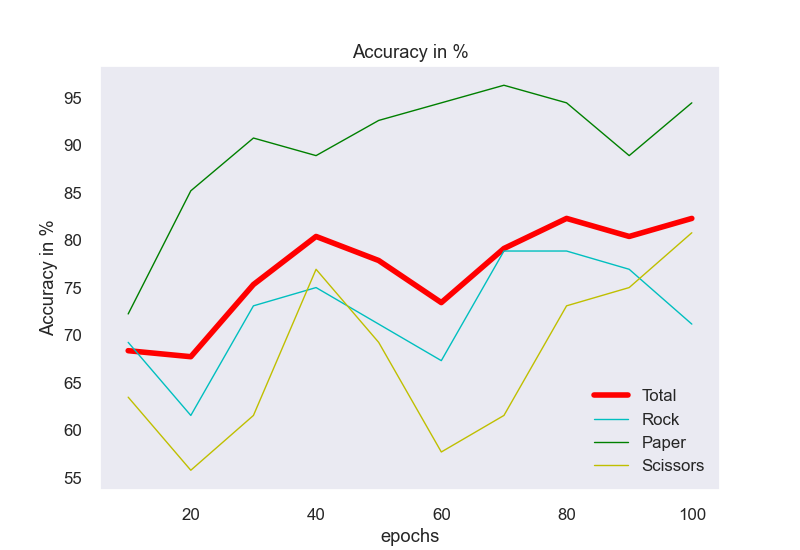 Accuracy in %
95
90
85
80
75
70
65
60
55
Accuracy in %
Total
Rock
Paper
Scissors
20 40 60 80 100
epochs